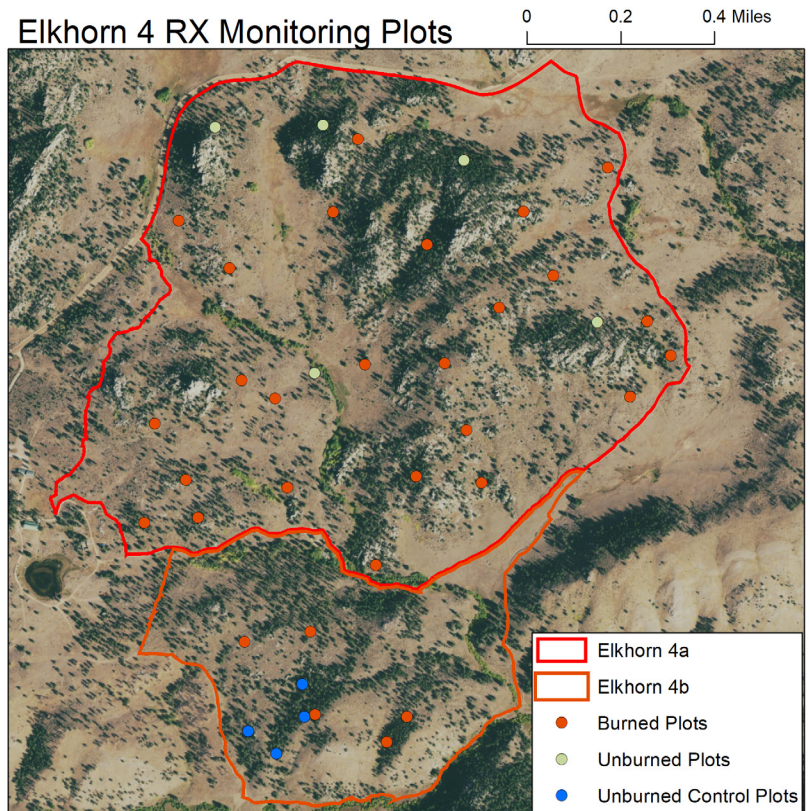 Elkhorn 4 RX Monitoring Plots
0 0.2 0.4 Miles
Elkhorn 4a
Elkhorn 4b
Burned Plots
Unburned Plots
Unburned Control Plots